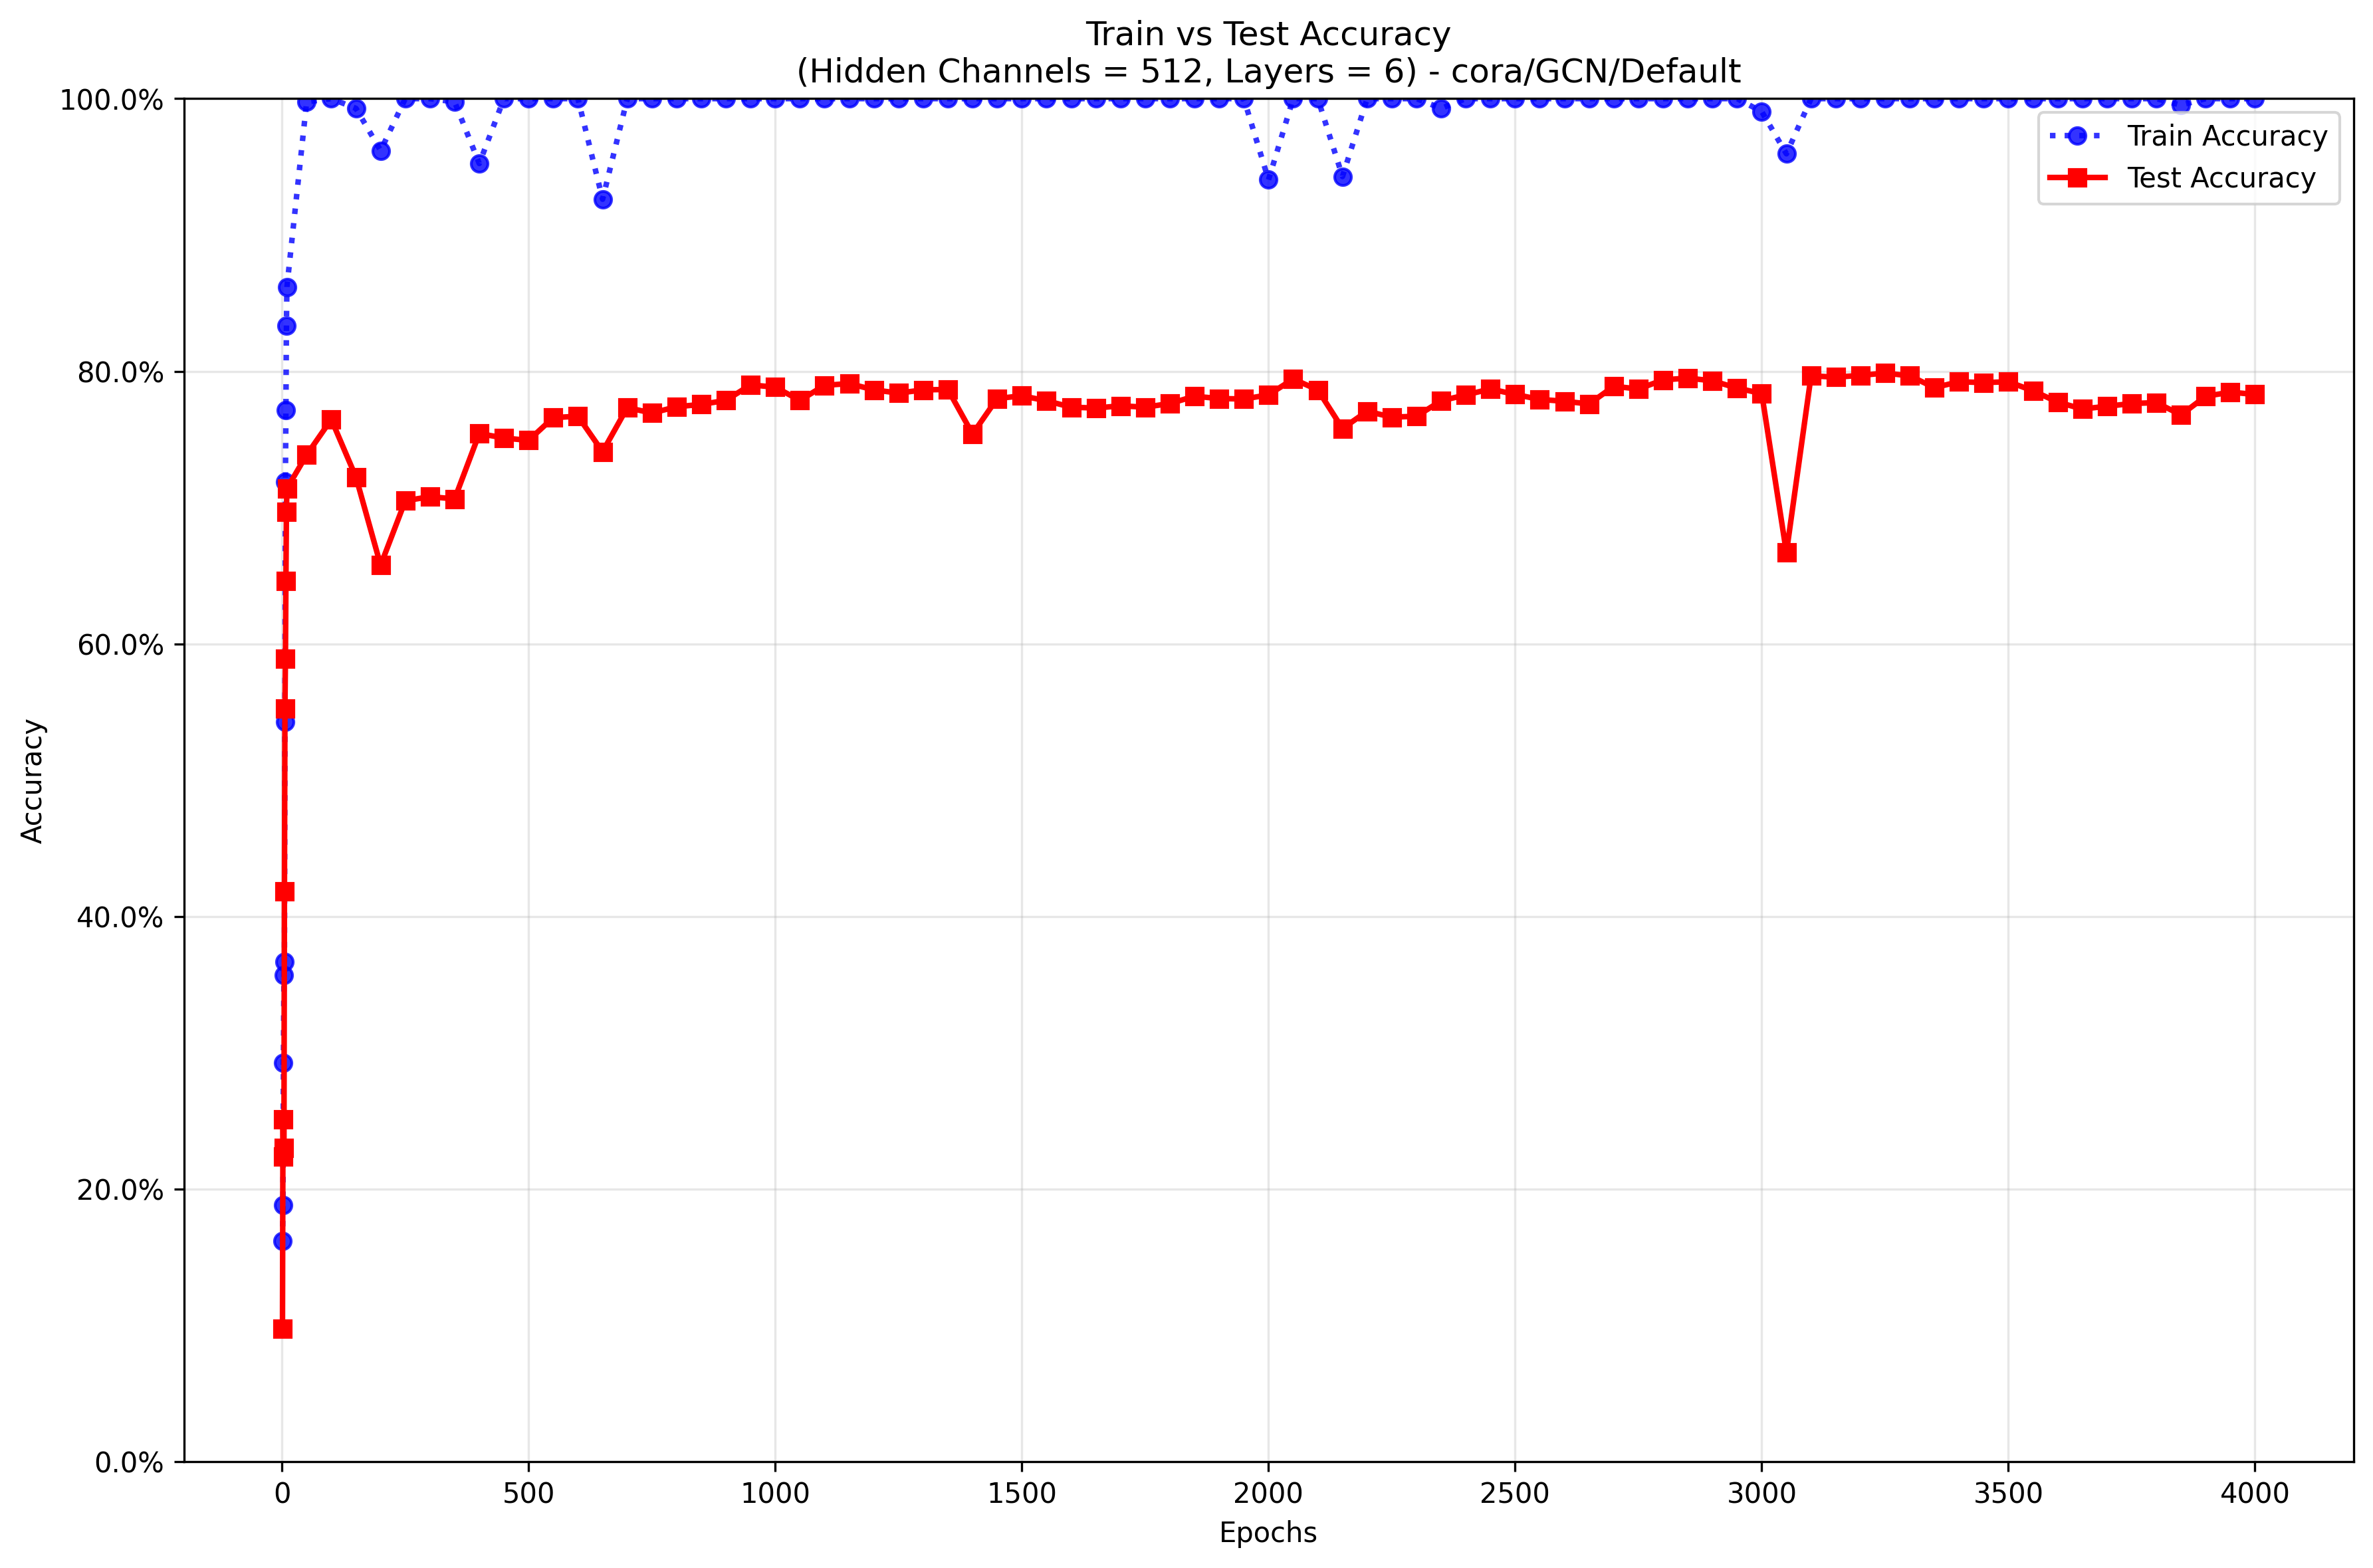 Train vs Test Accuracy
(Hidden Channels = 512, Layers = 6) - cora/GCN/Default
100.0%
80.0%
60.0%
40.0%
20.0%
0.0%
Accuracy
Train Accuracy
Test Accuracy
0
500
1000
1500
2000
2500
3000
3500
4000
Epochs